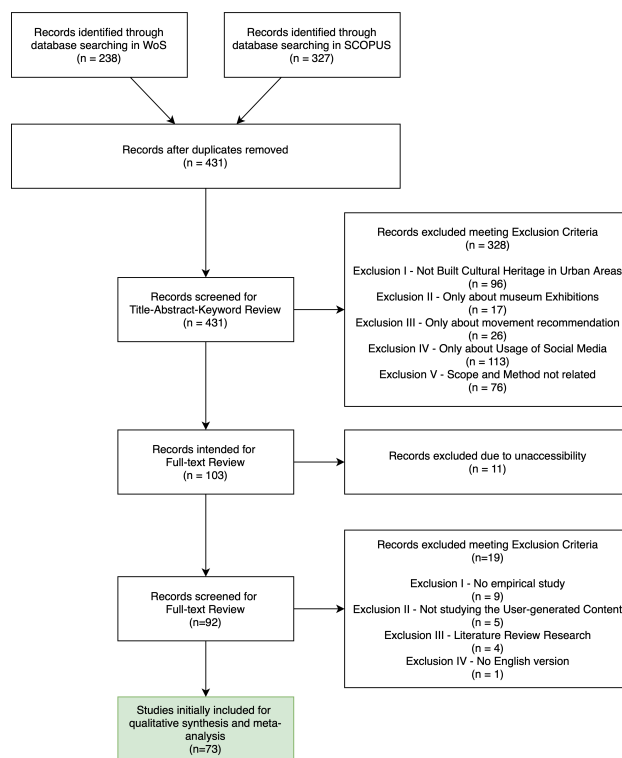 Records identified through
database searching in WoS
(n = 238)
Records identified through
database searching in SCOPUS
(n = 327)
Records after duplicates removed
(n = 431)
Records screened for
Title-Abstract-Keyword Review
(n = 431)
Records excluded meeting Exclusion Criteria
(n = 328)
Exclusion I - Not Built Cultural Heritage in Urban Areas
(n = 96)
Exclusion II - Only about museum Exhibitions
(n = 17)
Exclusion III - Only about movement recommendation
(n = 26)
Exclusion IV - Only about Usage of Social Media
(n = 113)
Exclusion V - Scope and Method not related
(n = 76)
Records intended for
Full-text Review
(n = 103)
Records excluded due to unaccessibility
(n = 11)
Records screened for
Full-text Review
(n=92)
Records excluded meeting Exclusion Criteria
(n=19)
Exclusion I - No empirical study
(n = 9)
Exclusion II - Not studying the User-generated Content
(n = 5)
Exclusion III - Literature Review Research
(n = 4)
Exclusion IV - No English version
(n = 1)
Studies initially included for
qualitative synthesis and meta-
analysis
(n=73)